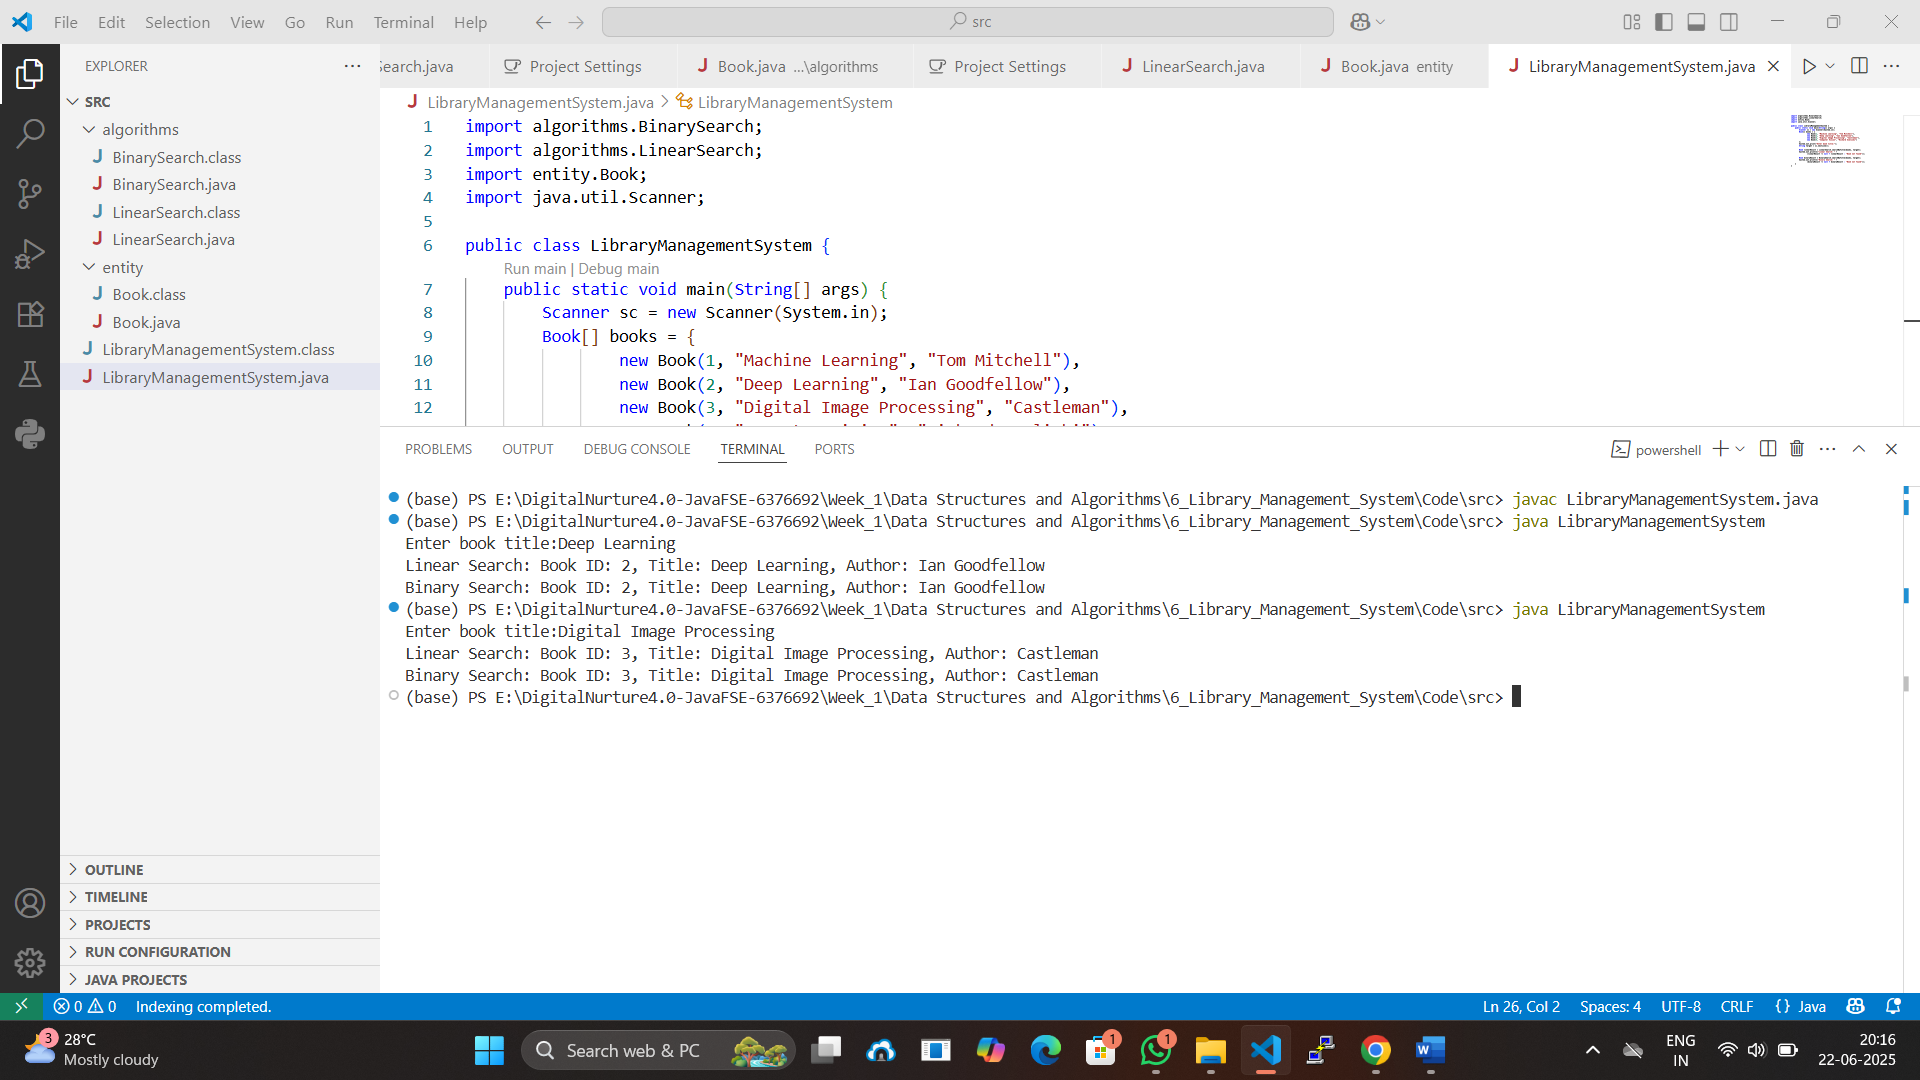 File Edit Selection View Go Run Terminal Help
src
EXPLORER
Search.java Project Settings Book.java ...\algorithms Project Settings LinearSearch.java Book.java entity LibraryManagementSystem.java
SRC
algorithms
BinarySearch.class
BinarySearch.java
LinearSearch.class
LinearSearch.java
entity
Book.class
Book.java
LibraryManagementSystem.class
LibraryManagementSystem.java
OUTLINE
TIMELINE
PROJECTS
RUN CONFIGURATION
JAVA PROJECTS
LibraryManagementSystem.java > LibraryManagementSystem
1 import algorithms.BinarySearch;
2 import algorithms.LinearSearch;
3 import entity.Book;
4 import java.util.Scanner;
5
6 public class LibraryManagementSystem {
Run main | Debug main
7 public static void main(String[] args) {
8 Scanner sc = new Scanner(System.in);
9 Book[] books = {
10 new Book(1, "Machine Learning", "Tom Mitchell"),
11 new Book(2, "Deep Learning", "Ian Goodfellow"),
12 new Book(3, "Digital Image Processing", "Castleman"),
PROBLEMS OUTPUT DEBUG CONSOLE TERMINAL PORTS
powershell
(base) PS E:\DigitalNurture4.0-JavaFSE-6376692\Week_1\Data Structures and Algorithms\6_Library_Management_System\Code\src> javac LibraryManagementSystem.java
(base) PS E:\DigitalNurture4.0-JavaFSE-6376692\Week_1\Data Structures and Algorithms\6_Library_Management_System\Code\src> java LibraryManagementSystem
Enter book title:Deep Learning
Linear Search: Book ID: 2, Title: Deep Learning, Author: Ian Goodfellow
Binary Search: Book ID: 2, Title: Deep Learning, Author: Ian Goodfellow
(base) PS E:\DigitalNurture4.0-JavaFSE-6376692\Week_1\Data Structures and Algorithms\6_Library_Management_System\Code\src> java LibraryManagementSystem
Enter book title:Digital Image Processing
Linear Search: Book ID: 3, Title: Digital Image Processing, Author: Castleman
Binary Search: Book ID: 3, Title: Digital Image Processing, Author: Castleman
(base) PS E:\DigitalNurture4.0-JavaFSE-6376692\Week_1\Data Structures and Algorithms\6_Library_Management_System\Code\src>
0 0 Indexing completed.
Ln 26, Col 2 Spaces: 4 UTF-8 CRLF {} Java
3
28°C
Mostly cloudy
Search web & PC
1
1
ENG
IN
20:16
22-06-2025